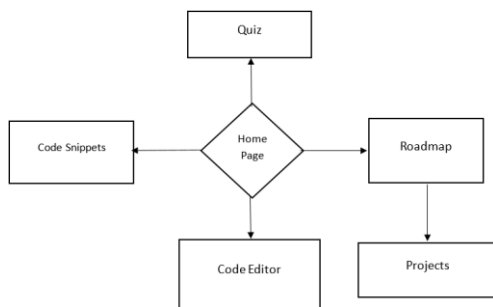 Quiz
Code Snippets
Home
Page
Roadmap
Code Editor
Projects